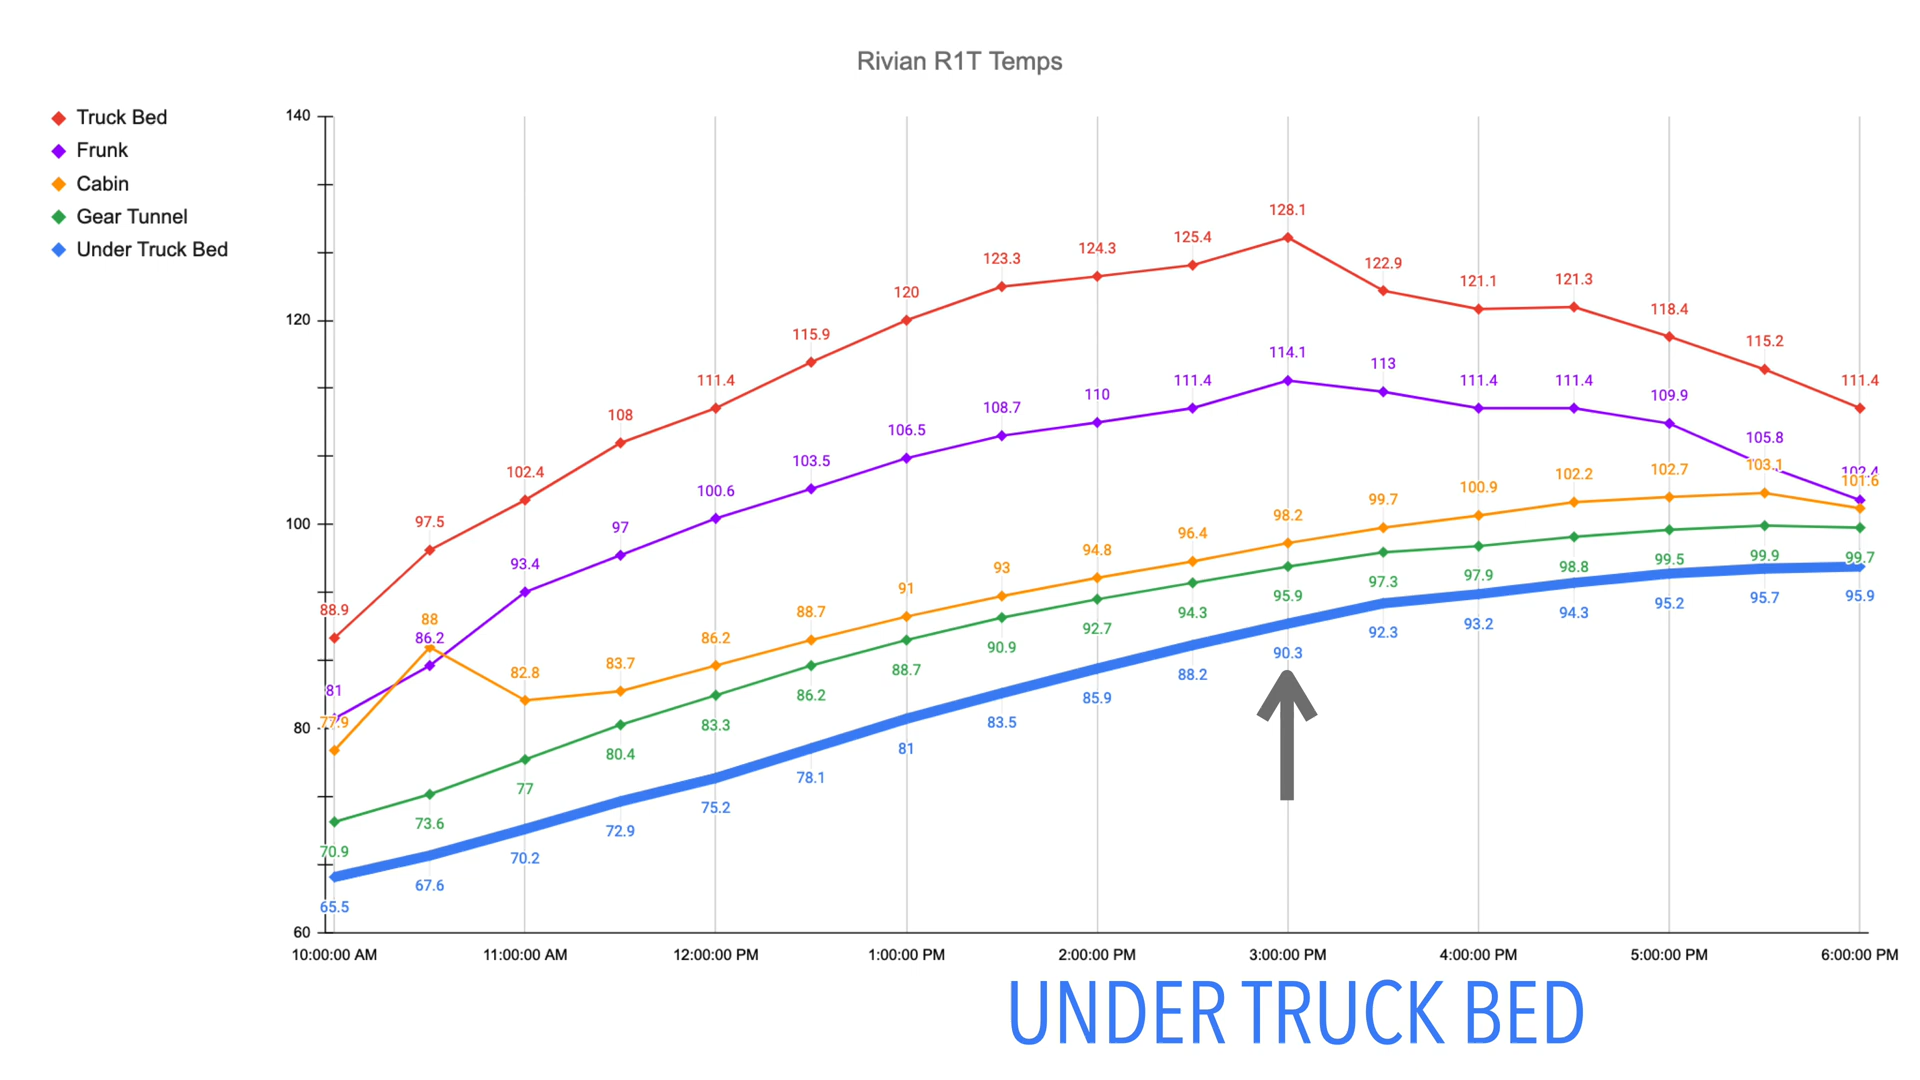 Rivian R1T Temps
Truck Bed
Frunk
Cabin
Gear Tunnel
Under Truck Bed
140
120
100
80
60
88.9 97.5 102.4 108 111.4 115.9 120 123.3 124.3 125.4 128.1 122.9 121.1 121.3 118.4 115.2 111.4
81 86.2 93.4 97 100.6 103.5 106.5 108.7 110 111.4 114.1 113 111.4 111.4 109.9 105.8 102.4
77.9 88 82.8 83.7 86.2 88.7 91 93 94.8 96.4 98.2 99.7 100.9 102.2 102.7 103.1 101.6
70.9 73.6 77 80.4 83.3 86.2 88.7 90.9 92.7 94.3 95.9 97.3 97.9 98.8 99.5 99.9 99.7
65.5 67.6 70.2 72.9 75.2 78.1 81 83.5 85.9 88.2 90.3 92.3 93.2 94.3 95.2 95.7 95.9
10:00:00 AM 11:00:00 AM 12:00:00 PM 1:00:00 PM 2:00:00 PM 3:00:00 PM 4:00:00 PM 5:00:00 PM 6:00:00 PM
UNDER TRUCK BED